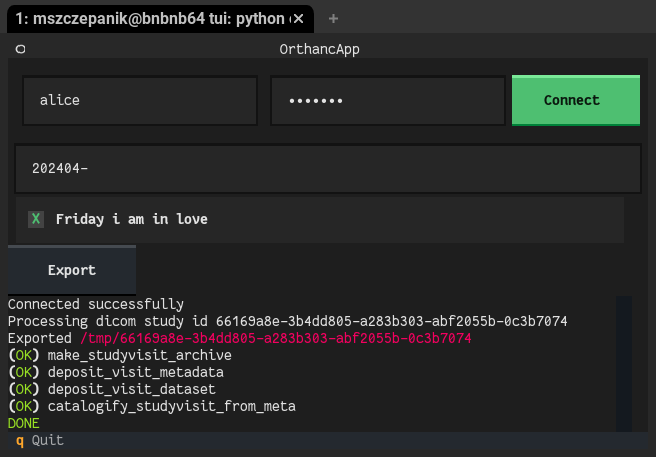 1: mszczepanik@bnbnb64 tui: python
OrthancApp
alice
•••••••
Connect
202404-
X Friday i am in love
Export
Connected successfully
Processing dicom study id 66169a8e-3b4dd805-a283b303-abf2055b-0c3b7074
Exported /tmp/66169a8e-3b4dd805-a283b303-abf2055b-0c3b7074
(OK) make_studyvisit_archive
(OK) deposit_visit_metadata
(OK) deposit_visit_dataset
(OK) catalogify_studyvisit_from_meta
DONE
q Quit